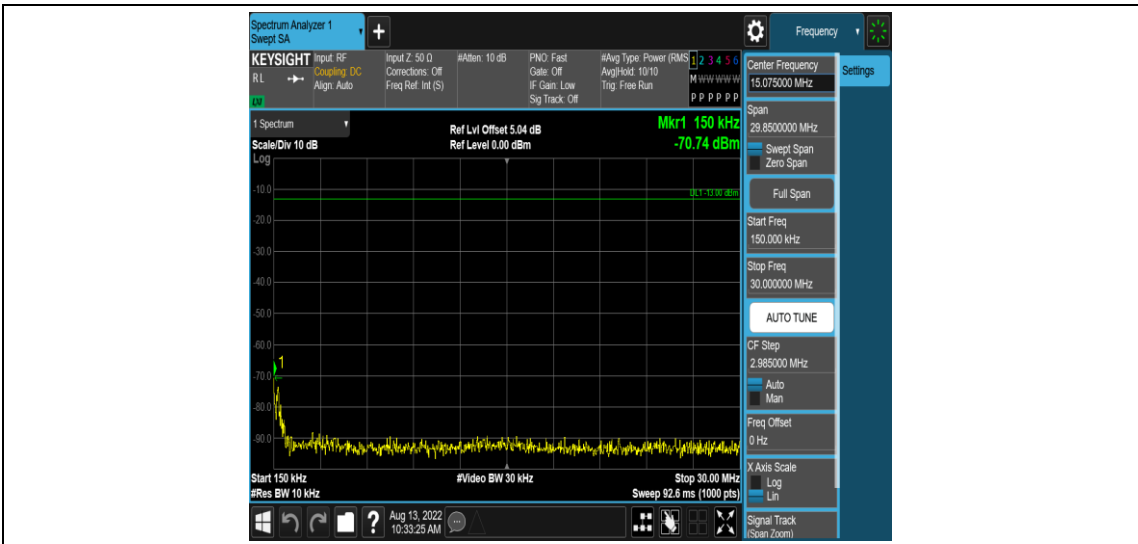 Spectrum Analyzer 1
Swept SA
+
Frequency
KEYSIGHT
RL
LXI
Input: RF
Coupling: DC
Align: Auto
Input Z: 50 Ω
Corrections: Off
Freq Ref: Int (S)
#Atten: 10 dB
PNO: Fast
Gate: Off
IF Gain: Low
Sig Track: Off
#Avg Type: Power (RMS
Avg|Hold: 10/10
Trig: Free Run
1 2 3 4 5 6
M W W W W W
P P P P P P
1 Spectrum
Scale/Div 10 dB
Log
Ref Lvl Offset 5.04 dB
Ref Level 0.00 dBm
Mkr1 150 kHz
-70.74 dBm
DL1 -13.00 dBm
-10.0
-20.0
-30.0
-40.0
-50.0
-60.0
-70.0
-80.0
-90.0
1
Start 150 kHz
#Res BW 10 kHz
#Video BW 30 kHz
Stop 30.00 MHz
Sweep 92.6 ms (1000 pts)
?
Aug 13, 2022
10:33:25 AM
Center Frequency
15.075000 MHz
Span
29.8500000 MHz
Swept Span
Zero Span
Full Span
Start Freq
150.000 kHz
Stop Freq
30.000000 MHz
AUTO TUNE
CF Step
2.985000 MHz
Auto
Man
Freq Offset
0 Hz
X Axis Scale
Log
Lin
Signal Track
(Span Zoom)
Settings